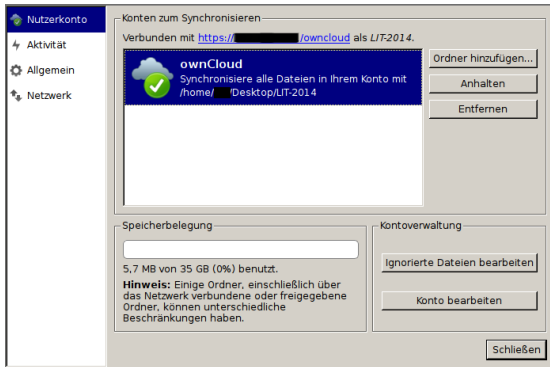 Nutzerkonto
Aktivität
Allgemein
Netzwerk
Konten zum Synchronisieren
Verbunden mit https:// /owncloud als LIT-2014.
ownCloud
Synchronisiere alle Dateien in Ihrem Konto mit
/home/ /Desktop/LIT-2014
Ordner hinzufügen...
Anhalten
Entfernen
Speicherbelegung
5,7 MB von 35 GB (0%) benutzt.
Hinweis: Einige Ordner, einschließlich über
das Netzwerk verbundene oder freigegebene
Ordner, können unterschiedliche
Beschränkungen haben.
Kontoverwaltung
Ignorierte Dateien bearbeiten
Konto bearbeiten
Schließen